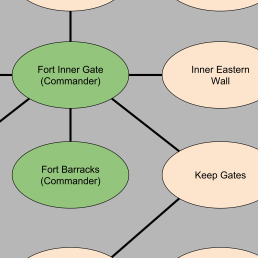 Fort Inner Gate
(Commander)
Inner Eastern
Wall
Fort Barracks
(Commander)
Keep Gates